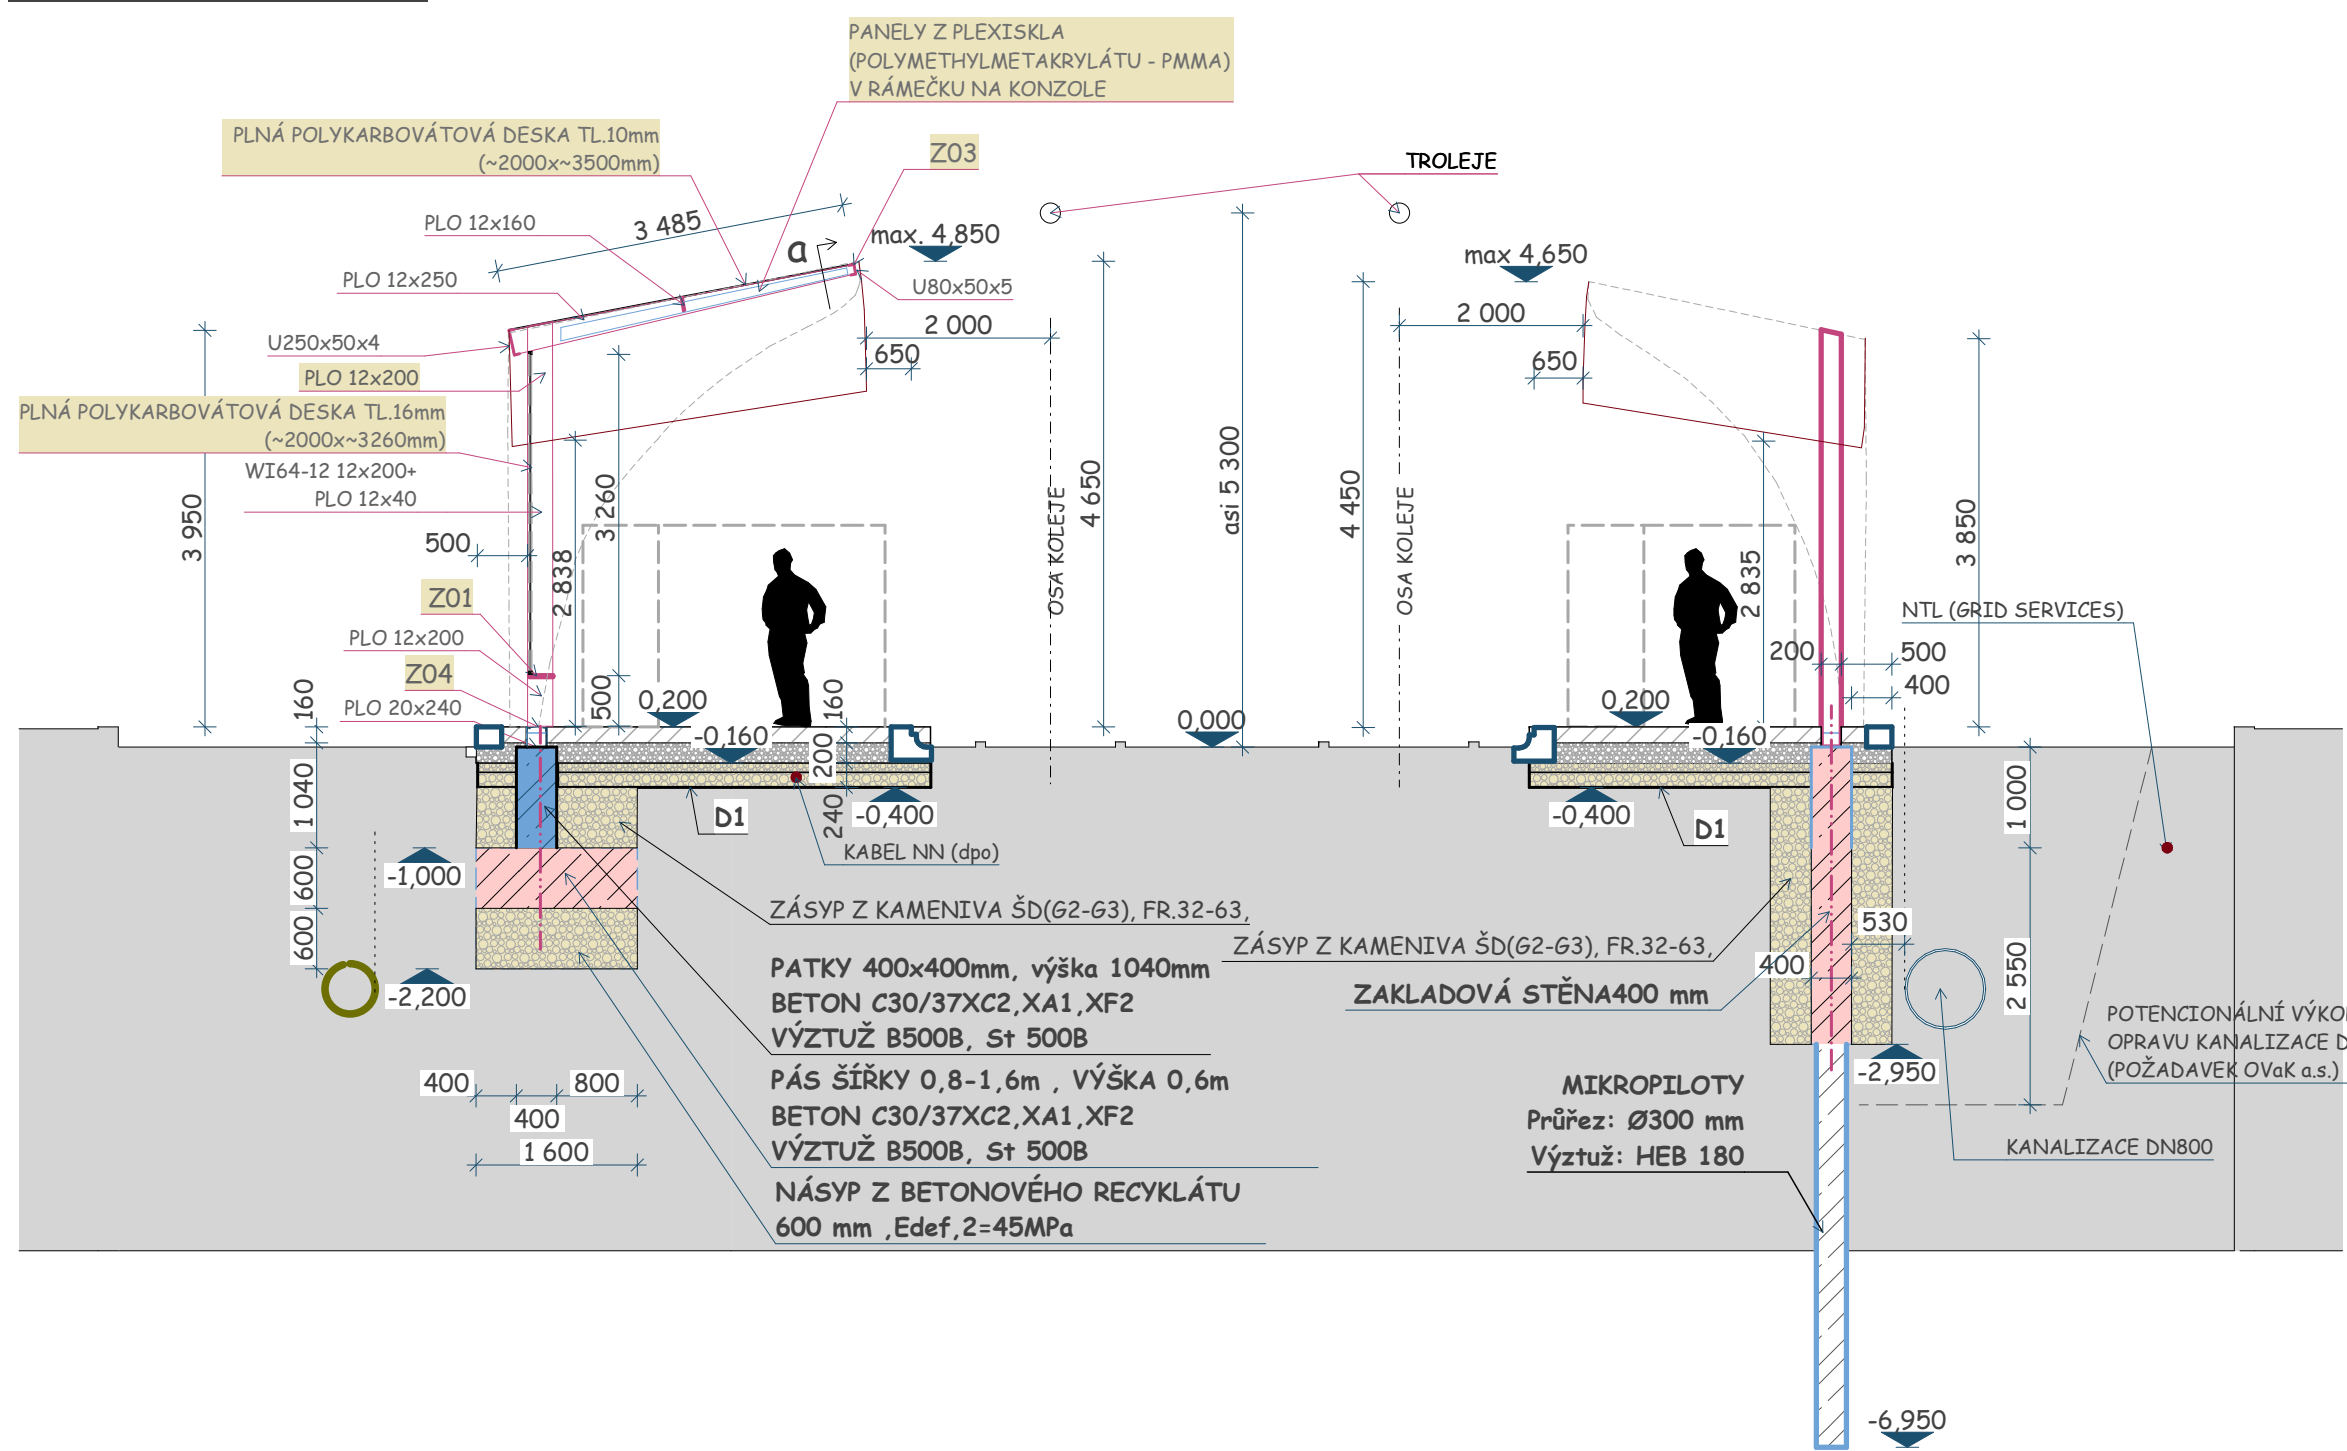 PANELY Z PLEXISKLA
(POLYMETHYLMETAKRYLÁTU - PMMA)
V RÁMEČKU NA KONZOLE
PLNÁ POLYKARBOVÁTOVÁ DESKA TL.10mm
(~2000x~3500mm)
Z03
TROLEJE
PLO 12x160
3 485
a
max. 4,850
max 4,650
PLO 12x250
U80x50x5
2 000
2 000
U250x50x4
650
650
PLO 12x200
PLNÁ POLYKARBOVÁTOVÁ DESKA TL.16mm
(~2000x~3260mm)
WI64-12 12x200+
PLO 12x40
3 950
3 260
4 650
asi 5 300
4 450
3 850
500
2 838
OSA KOLEJE
OSA KOLEJE
2 835
Z01
NTL (GRID SERVICES)
PLO 12x200
200
500
Z04
400
PLO 20x240
160
500
0,200
160
0,000
0,200
-0,160
-0,160
200
1 040
240
-0,400
D1
-0,400
D1
1 000
KABEL NN (dpo)
-1,000
600
ZÁSYP Z KAMENIVA ŠD(G2-G3), FR.32-63,
530
600
ZÁSYP Z KAMENIVA ŠD(G2-G3), FR.32-63,
400
-2,200
PATKY 400x400mm, výška 1040mm
BETON C30/37XC2,XA1,XF2
VÝZTUŽ B500B, St 500B
ZAKLADOVÁ STĚNA400 mm
2 550
POTENCIONÁLNÍ
OPRAVU KANALIZACE
(POŽADAVEK OVaK a.s.)
-2,950
400
800
400
1 600
PÁS ŠÍŘKY 0,8-1,6m , VÝŠKA 0,6m
BETON C30/37XC2,XA1,XF2
VÝZTUŽ B500B, St 500B
MIKROPILOTY
Průřez: Ø300 mm
Výztuž: HEB 180
KANALIZACE DN800
NÁSYP Z BETONOVÉHO RECYKLÁTU
600 mm ,Edef,2=45MPa
-6,950